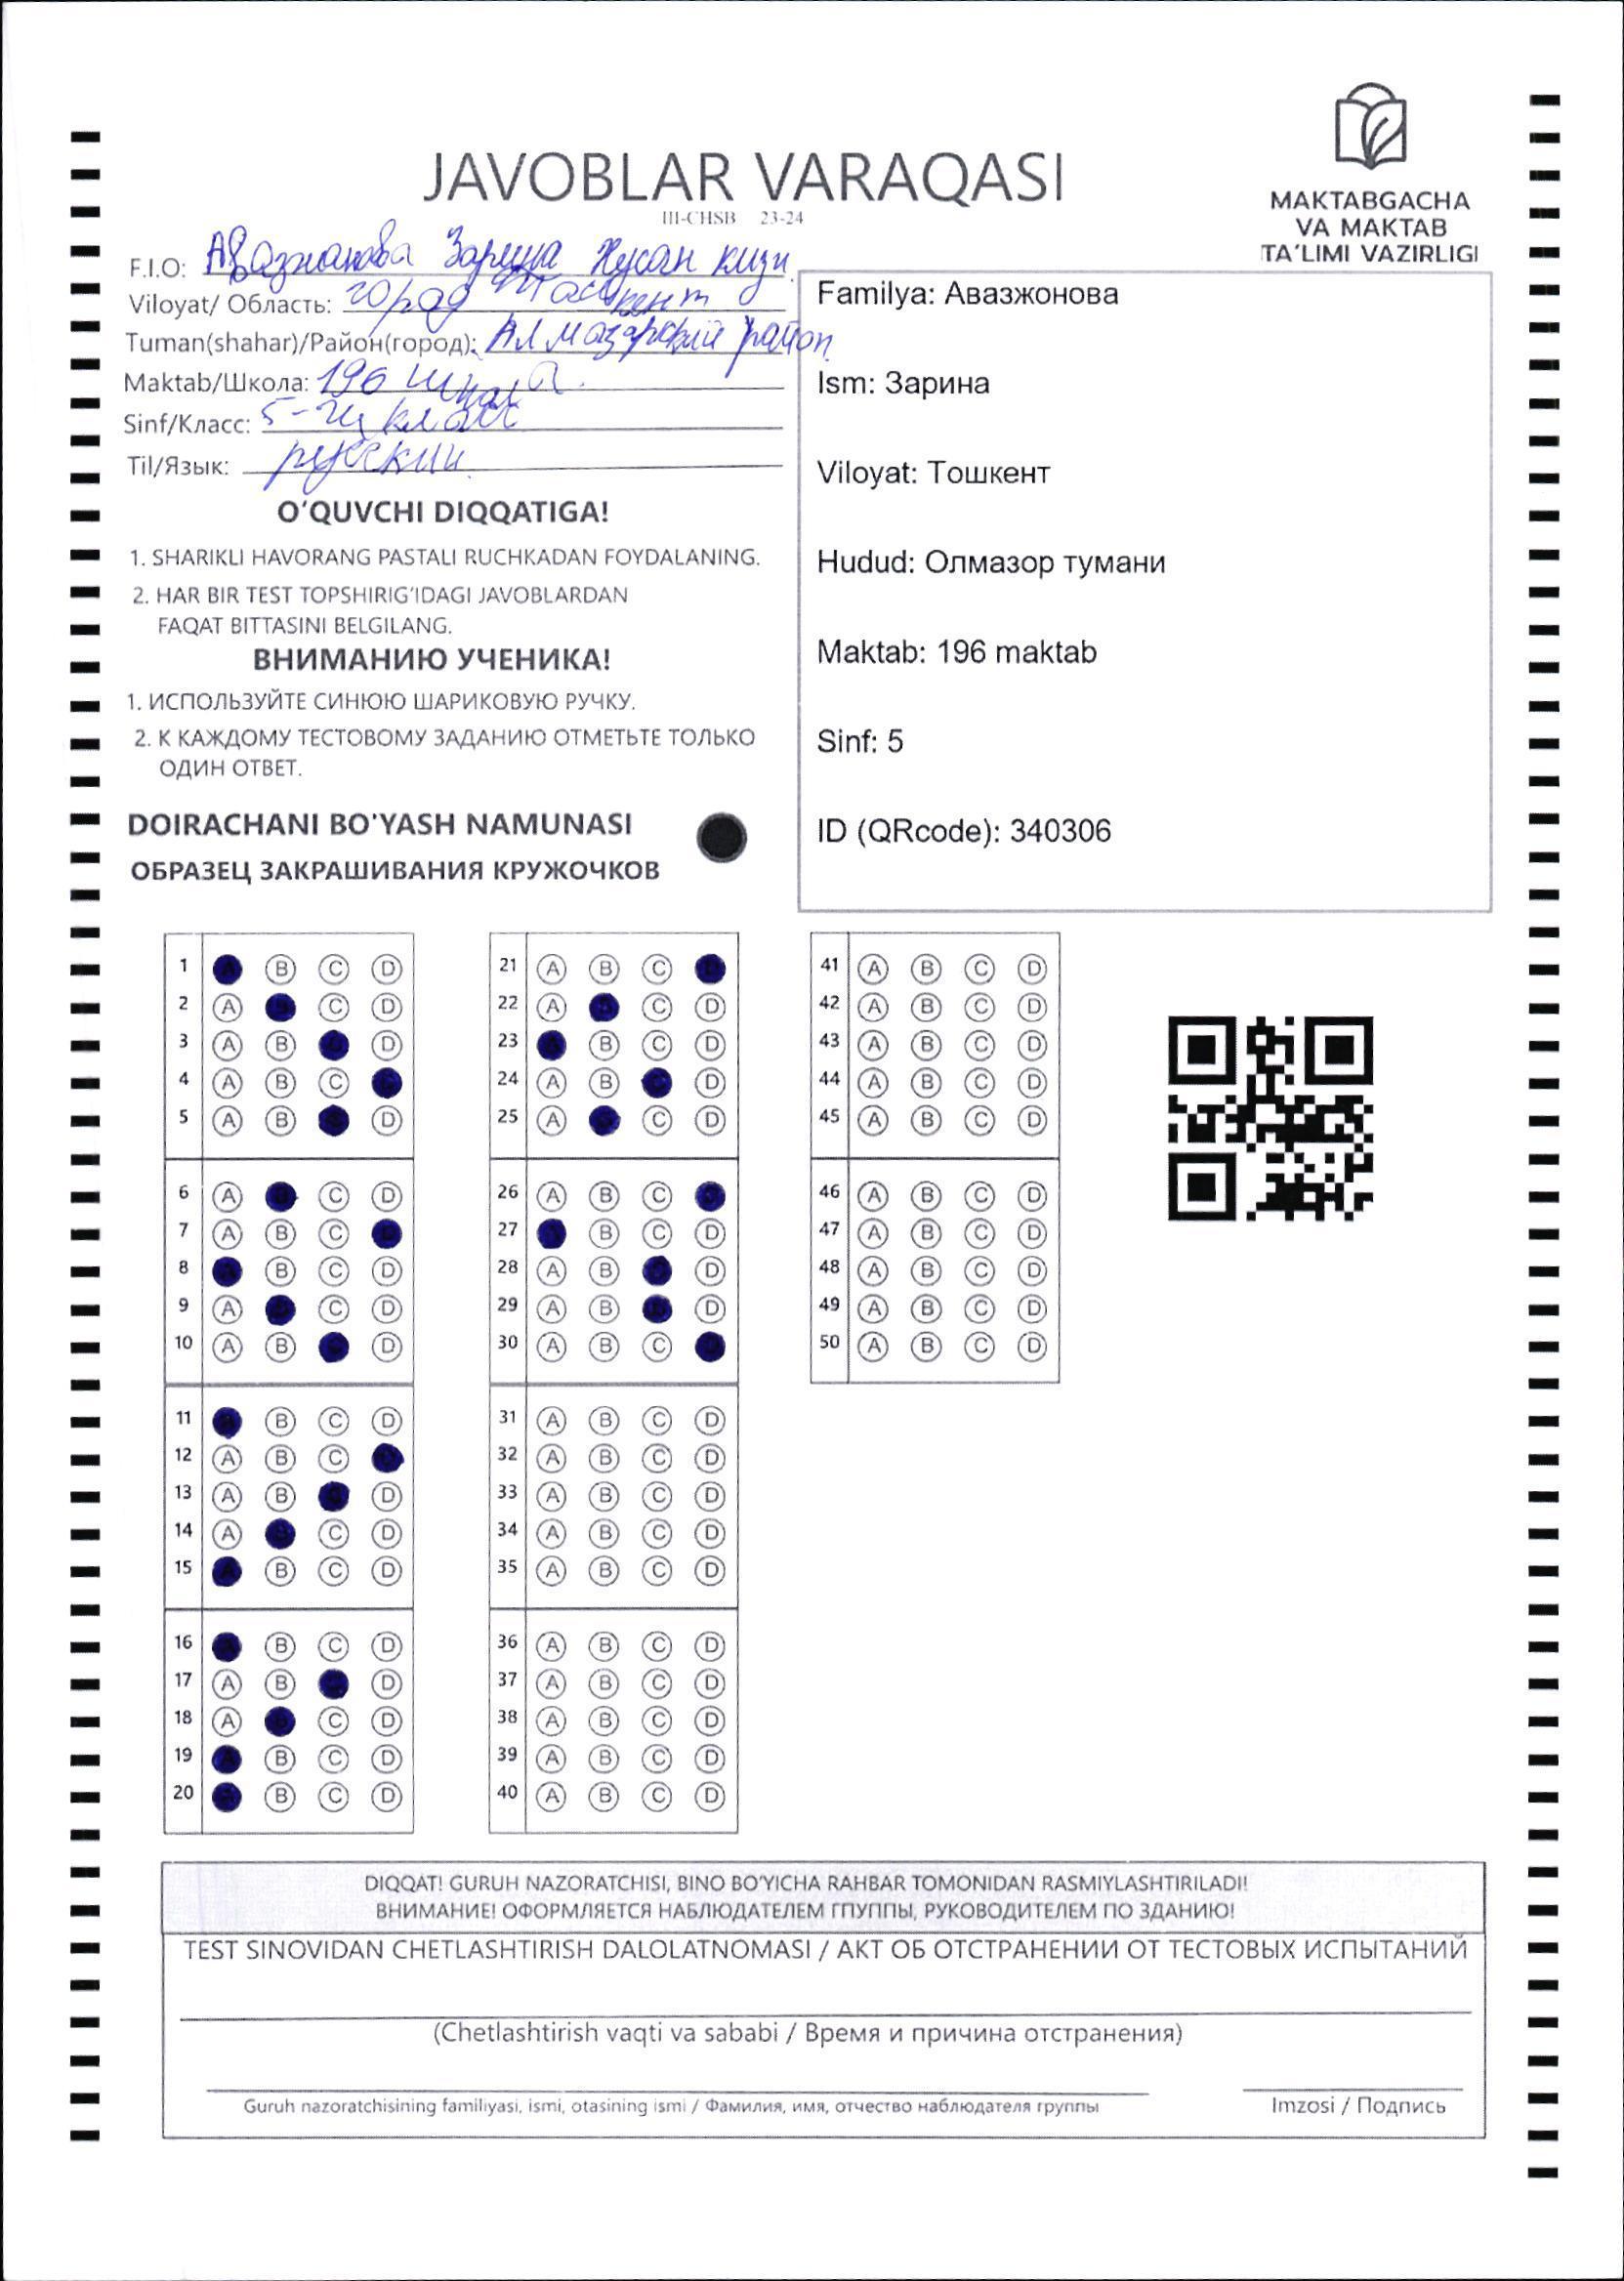 JAVOBLAR VARAQASI
III-CHSB 23-24
MAKTABGACHA
VA MAKTAB
TA'LIMI VAZIRLIGI
F.I.O: Авазжанова Зарина Хусан кизи
Viloyat/ Область: город Ташкент
Tuman(shahar)/Район(город): Алмазарский район.
Maktab/Школа: 196 школа.
Sinf/Класс: 5-ги класс
Til/Язык: русский
O'QUVCHI DIQQATIGA!
1. SHARIKLI HAVORANG PASTALI RUCHKADAN FOYDALANING.
2. HAR BIR TEST TOPSHIRIG'IDAGI JAVOBLARDAN
FAQAT BITTASINI BELGILANG.
ВНИМАНИЮ УЧЕНИКА!
1. ИСПОЛЬЗУЙТЕ СИНЮЮ ШАРИКОВУЮ РУЧКУ.
2. К КАЖДОМУ ТЕСТОВОМУ ЗАДАНИЮ ОТМЕТЬТЕ ТОЛЬКО
ОДИН ОТВЕТ.
DOIRACHANI BO'YASH NAMUNASI
ОБРАЗЕЦ ЗАКРАШИВАНИЯ КРУЖОЧКОВ
Familya: Авазжонова
Ism: Зарина
Viloyat: Тошкент
Hudud: Олмазор тумани
Maktab: 196 maktab
Sinf: 5
ID (QRcode): 340306
1 A B C D
2 A B C D
3 A B C D
4 A B C D
5 A B C D
6 A B C D
7 A B C D
8 A B C D
9 A B C D
10 A B C D
11 A B C D
12 A B C D
13 A B C D
14 A B C D
15 A B C D
16 A B C D
17 A B C D
18 A B C D
19 A B C D
20 A B C D
21 A B C D
22 A B C D
23 A B C D
24 A B C D
25 A B C D
26 A B C D
27 A B C D
28 A B C D
29 A B C D
30 A B C D
31 A B C D
32 A B C D
33 A B C D
34 A B C D
35 A B C D
36 A B C D
37 A B C D
38 A B C D
39 A B C D
40 A B C D
41 A B C D
42 A B C D
43 A B C D
44 A B C D
45 A B C D
46 A B C D
47 A B C D
48 A B C D
49 A B C D
50 A B C D
DIQQAT! GURUH NAZORATCHISI, BINO BO'YICHA RAHBAR TOMONIDAN RASMIYLASHTIRILADI!
ВНИМАНИЕ! ОФОРМЛЯЕТСЯ НАБЛЮДАТЕЛЕМ ГПУППЫ, РУКОВОДИТЕЛЕМ ПО ЗДАНИЮ!
TEST SINOVIDAN CHETLASHTIRISH DALOLATNOMASI / АКТ ОБ ОТСТРАНЕНИИ ОТ ТЕСТОВЫХ ИСПЫТАНИЙ
(Chetlashtirish vaqti va sababi / Время и причина отстранения)
Guruh nazoratchisining familiyasi, ismi, otasining ismi / Фамилия, имя, отчество наблюдателя группы
Imzosi / Подпись